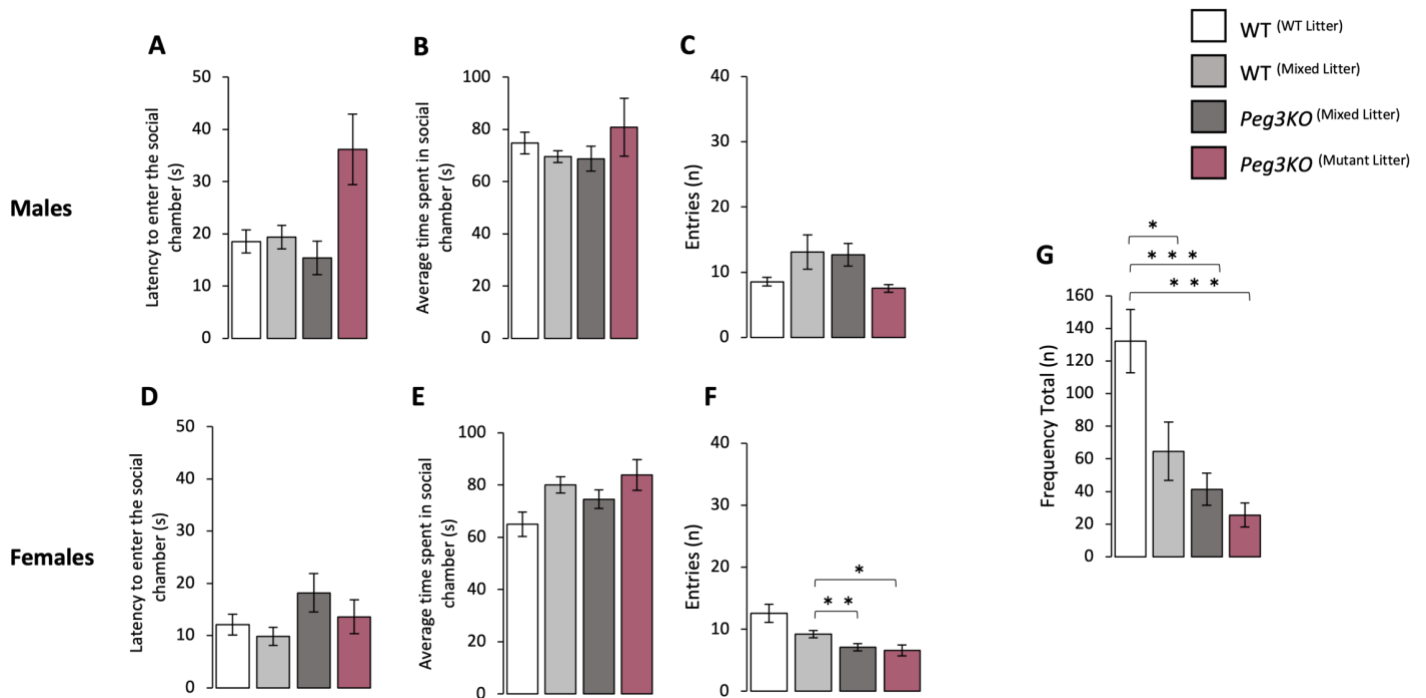 WT (WT Litter)
WT (Mixed Litter)
Peg3KO (Mixed Litter)
Peg3KO (Mutant Litter)
Males
A
Latency to enter the social
chamber (s)
50
40
30
20
10
0
B
Average time spent in social
chamber (s)
100
80
60
40
20
0
C
Entries (n)
40
30
20
10
0
Females
D
Latency to enter the social
chamber (s)
50
40
30
20
10
0
E
Average time spent in social
chamber (s)
100
80
60
40
20
0
F
Entries (n)
40
30
20
10
0
*
* *
G
Frequency Total (n)
160
140
120
100
80
60
40
20
0
*
* * *
* * *